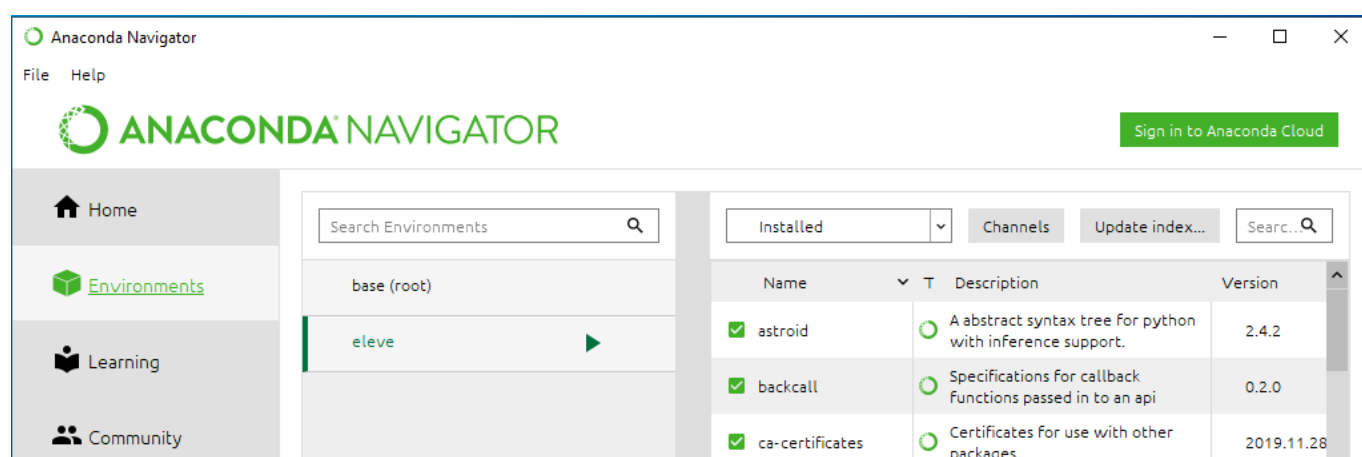 Anaconda Navigator
File Help
ANACONDA NAVIGATOR
Sign in to Anaconda Cloud
Home
Environments
Learning
Community
Search Environments
base (root)
eleve
Installed
Channels
Update index...
Searc...
Name T Description Version
astroid
A abstract syntax tree for python
with inference support.
2.4.2
backcall
Specifications for callback
functions passed in to an api
0.2.0
ca-certificates
Certificates for use with other
packages
2019.11.28